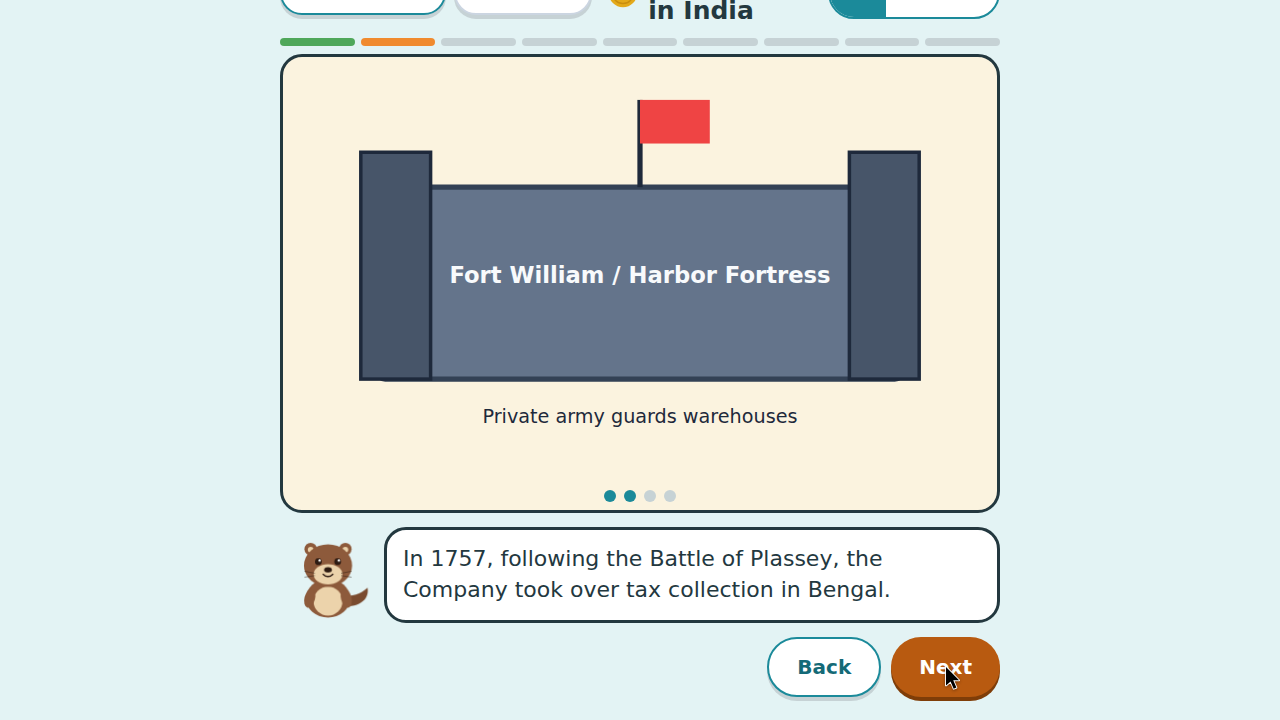 in India
Fort William / Harbor Fortress
Private army guards warehouses
In 1757, following the Battle of Plassey, the
Company took over tax collection in Bengal.
Back
Next